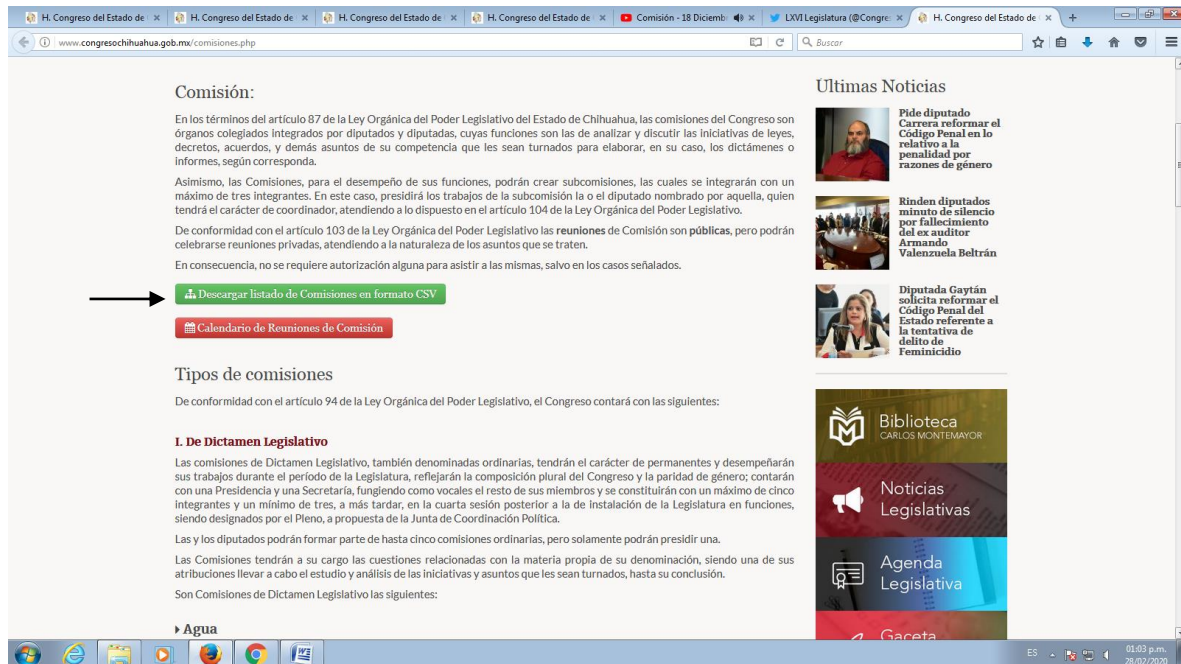 H. Congreso del Estado de
H. Congreso del Estado de
H. Congreso del Estado de
H. Congreso del Estado de
Comisión - 18 Diciemb
LXVI Legislatura (@Congre
H. Congreso del Estado de
www.congresochihuahua.gob.mx/comisiones.php
Buscar
Comisión:
En los términos del artículo 87 de la Ley Orgánica del Poder Legislativo del Estado de Chihuahua, las comisiones del Congreso son
órganos colegiados integrados por diputados y diputadas, cuyas funciones son las de analizar y discutir las iniciativas de leyes,
decretos, acuerdos, y demás asuntos de su competencia que les sean turnados para elaborar, en su caso, los dictámenes o
informes, según corresponda.
Asimismo, las Comisiones, para el desempeño de sus funciones, podrán crear subcomisiones, las cuales se integrarán con un
máximo de tres integrantes. En este caso, presidirá los trabajos de la subcomisión la o el diputado nombrado por aquella, quien
tendrá el carácter de coordinador, atendiendo a lo dispuesto en el artículo 104 de la Ley Orgánica del Poder Legislativo.
De conformidad con el artículo 103 de la Ley Orgánica del Poder Legislativo las reuniones de Comisión son públicas, pero podrán
celebrarse reuniones privadas, atendiendo a la naturaleza de los asuntos que se traten.
En consecuencia, no se requiere autorización alguna para asistir a las mismas, salvo en los casos señalados.
Descargar listado de Comisiones en formato CSV
Calendario de Reuniones de Comisión
Tipos de comisiones
De conformidad con el artículo 94 de la Ley Orgánica del Poder Legislativo, el Congreso contará con las siguientes:
I. De Dictamen Legislativo
Las comisiones de Dictamen Legislativo, también denominadas ordinarias, tendrán el carácter de permanentes y desempeñarán
sus trabajos durante el período de la Legislatura, reflejarán la composición plural del Congreso y la paridad de género; contarán
con una Presidencia y una Secretaría, fungiendo como vocales el resto de sus miembros y se constituirán con un máximo de cinco
integrantes y un mínimo de tres, a más tardar, en la cuarta sesión posterior a la de instalación de la Legislatura en funciones,
siendo designados por el Pleno, a propuesta de la Junta de Coordinación Política.
Las y los diputados podrán formar parte de hasta cinco comisiones ordinarias, pero solamente podrán presidir una.
Las Comisiones tendrán a su cargo las cuestiones relacionadas con la materia propia de su denominación, siendo una de sus
atribuciones llevar a cabo el estudio y análisis de las iniciativas y asuntos que les sean turnados, hasta su conclusión.
Son Comisiones de Dictamen Legislativo las siguientes:
Agua
Ultimas Noticias
Pide diputado
Carrera reformar el
Código Penal en lo
relativo a la
penalidad por
razones de género
Rinden diputados
minuto de silencio
por fallecimiento
del ex auditor
Armando
Valenzuela Beltrán
Diputada Gaytán
solicita reformar el
Código Penal del
Estado referente a
la tentativa de
delito de
Feminicidio
Biblioteca
CARLOS MONTEMAYOR
Noticias
Legislativas
Agenda
Legislativa
Gaceta
ES
01:03 p.m.
28/02/2020